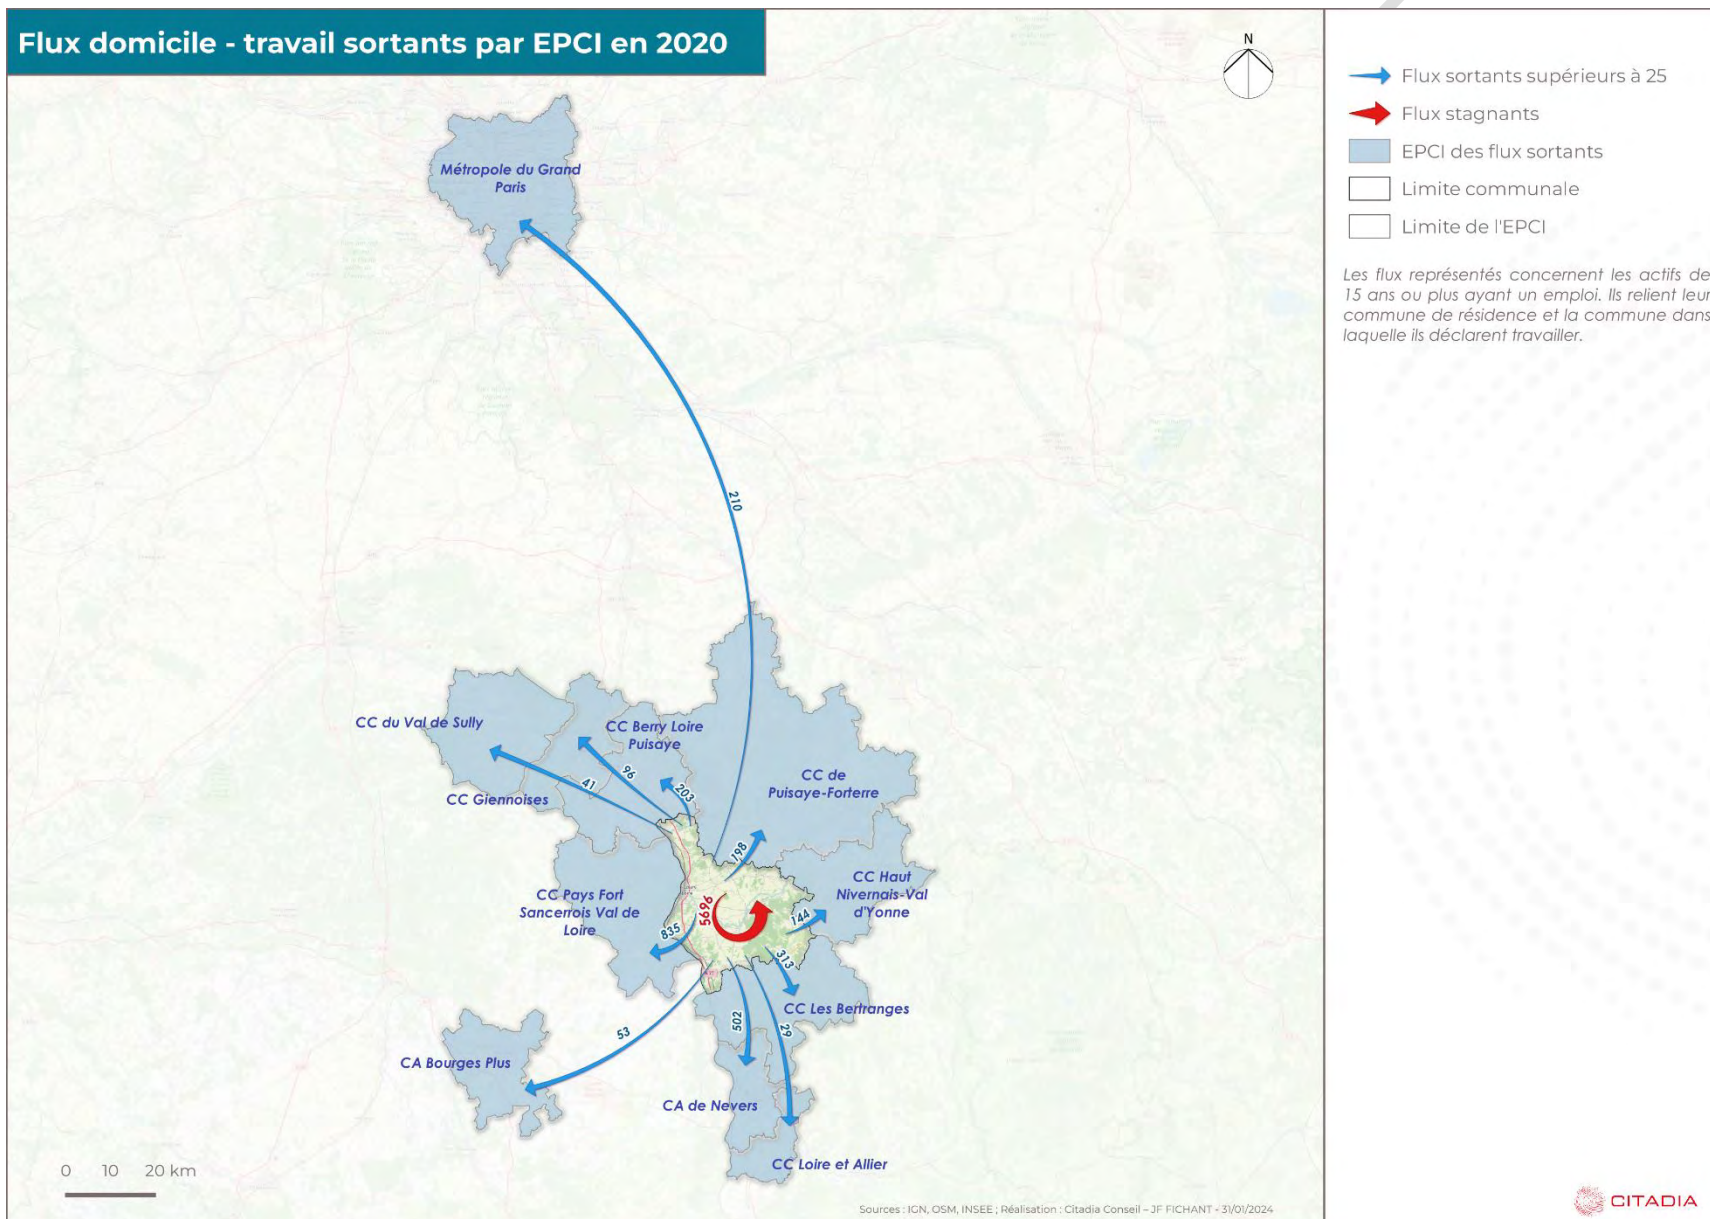 Flux domicile - travail sortants par EPCI en 2020
N
Flux sortants supérieurs à 25
Flux stagnants
EPCI des flux sortants
Limite communale
Limite de l'EPCI
Les flux représentés concernent les actifs de
15 ans ou plus ayant un emploi. Ils relient leur
commune de résidence et la commune dans
laquelle ils déclarent travailler.
Métropole du Grand
Paris
210
CC du Val de Sully
CC Berry Loire
Puisaye
96
41
203
CC Giennoises
CC de
Puisaye-Forterre
198
CC Pays Fort
Sancerrois Val de
Loire
CC Haut
Nivernais-Val
d'Yonne
5696
144
835
313
CC Les Bertranges
502
29
53
CA Bourges Plus
CA de Nevers
CC Loire et Allier
0 10 20 km
Sources : IGN, OSM, INSEE ; Réalisation : Citadia Conseil – JF FICHANT - 31/01/2024
CITADIA